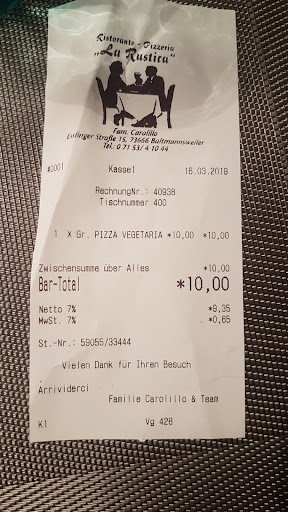 Ristorante - Pizzeria
„La Rustica“
Fam. Carolillo
Eßlinger Straße 15, 73666 Baltmannsweiler
Tel. 0 71 53/ 4 10 44
#0001 Kasse1 16.03.2019
RechnungNr.: 40938
Tischnummer 400
1 X Gr. PIZZA VEGETARIA *10,00 *10,00
Zwischensumme über Alles *10,00
Bar-Total *10,00
Netto 7% *9,35
MwSt. 7% *0,65
St.-Nr.: 59055/33444
Vielen Dank für Ihren Besuch
Arrividerci
Familie Carolillo & Team
K1 Vg 428